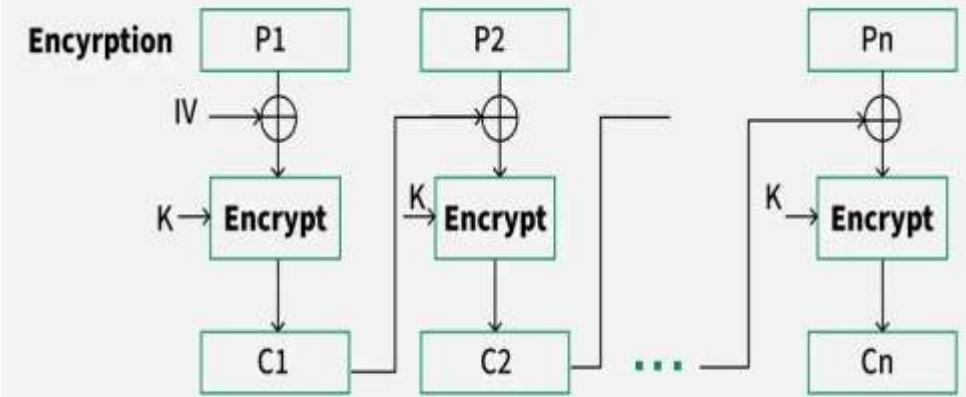 Encyrption P1 P2 Pn
IV
K Encrypt K Encrypt K Encrypt
C1 C2 ... Cn